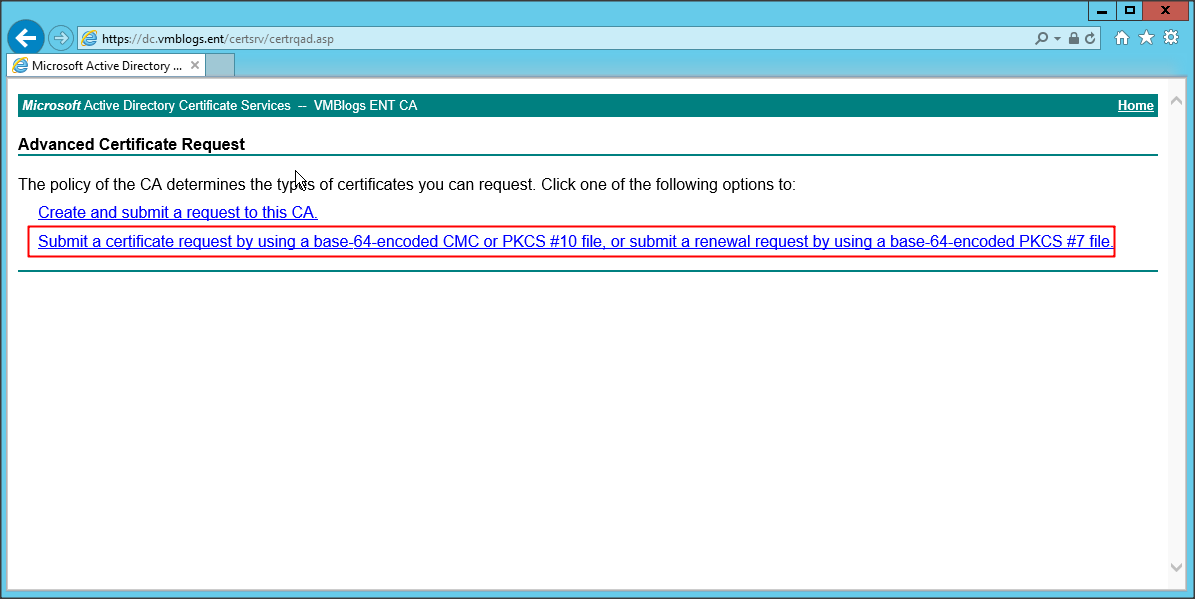 https://dc.vmblogs.ent/certsrv/certrqad.asp
Microsoft Active Directory ...
Microsoft Active Directory Certificate Services -- VMBlogs ENT CA Home
Advanced Certificate Request
The policy of the CA determines the types of certificates you can request. Click one of the following options to:
Create and submit a request to this CA.
Submit a certificate request by using a base-64-encoded CMC or PKCS #10 file, or submit a renewal request by using a base-64-encoded PKCS #7 file.